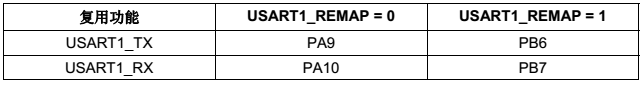 复用功能 USART1_REMAP = 0 USART1_REMAP = 1
USART1_TX PA9 PB6
USART1_RX PA10 PB7